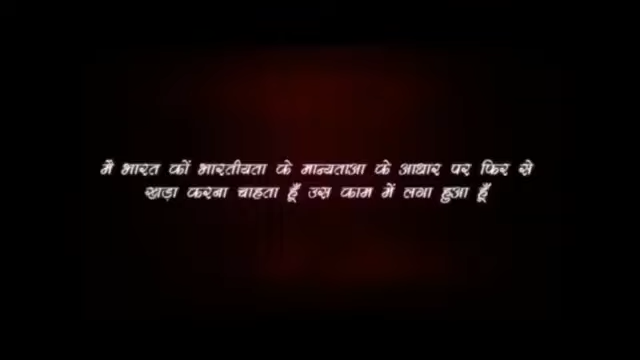 मै भारत कों भारतीयता के मान्यताआ के आधार पर फिर से
खड़ा करना चाहता हूँ उस काम में लगा हुआ हूँ